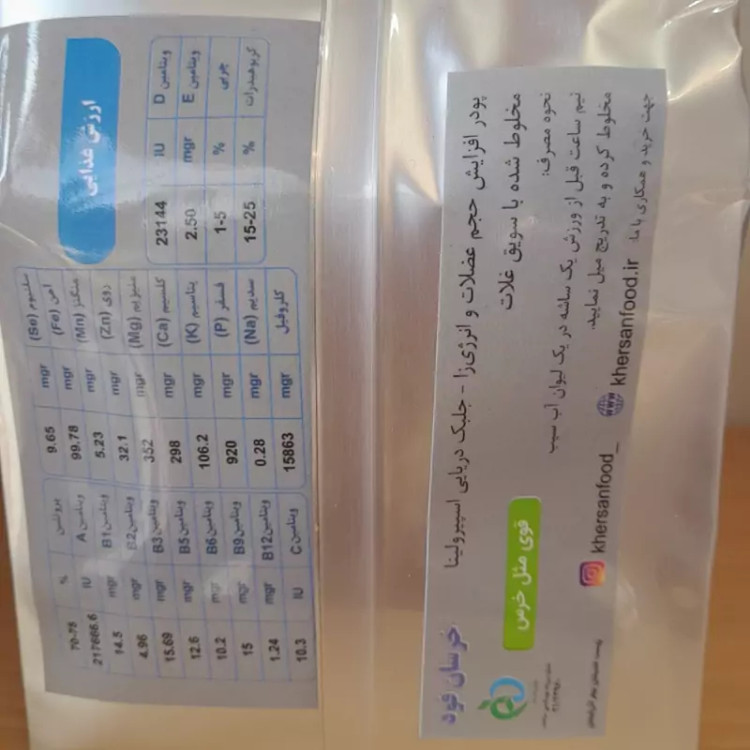 ارزش غذایی
ویتامین D IU 23144
ویتامین E mgr 2.50
چربی % 1-5
کربوهیدرات % 15-25
سلنیوم (Se) mgr 9.65
آهن (Fe) mgr 99.78
منگنز (Mn) mgr 5.23
روی (Zn) mgr 32.1
منیزیم (Mg) mgr 352
کلسیم (Ca) mgr 298
پتاسیم (K) mgr 106.2
فسفر (P) mgr 920
سدیم (Na) mgr 0.28
کلروفیل mgr 15863
پروتئین % 70-75
ویتامین A IU 217666.6
ویتامین B1 mgr 14.5
ویتامین B2 mgr 4.96
ویتامین B3 mgr 15.69
ویتامین B5 mgr 12.6
ویتامین B6 mgr 10.2
ویتامین B9 mgr 15
ویتامین B12 mgr 1.24
ویتامین C IU 10.3
خرسان فود
قوی مثل خرس
پودر افزایش حجم عضلات و انرژی‌زا - جلبک دریایی اسپیرولینا
مخلوط شده با سویق غلات
نحوه مصرف:
نیم ساعت قبل از ورزش یک ساشه در یک لیوان آب سیب
مخلوط کرده و به تدریج میل نمایید.
جهت خرید و همکاری با ما:
khersanfood_ khersanfood.ir